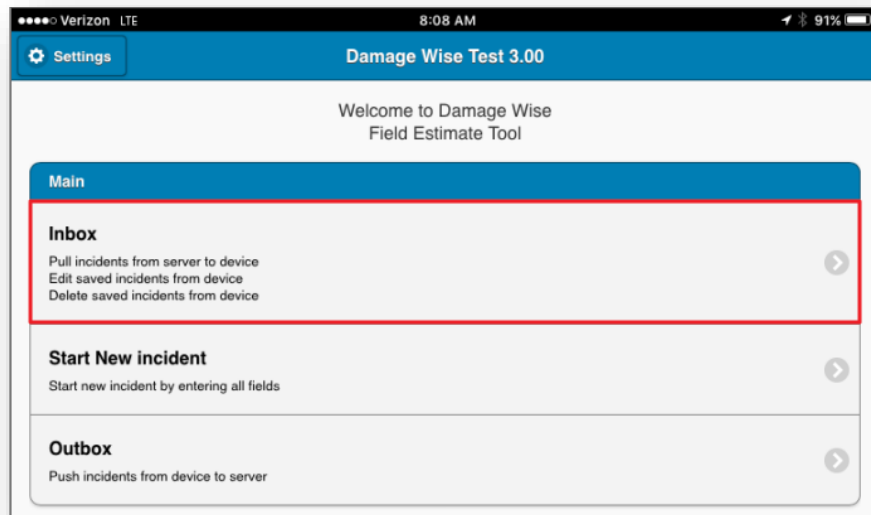 Verizon LTE 8:08 AM 91%
Settings Damage Wise Test 3.00
Welcome to Damage Wise
Field Estimate Tool
Main
Inbox
Pull incidents from server to device
Edit saved incidents from device
Delete saved incidents from device
Start New incident
Start new incident by entering all fields
Outbox
Push incidents from device to server